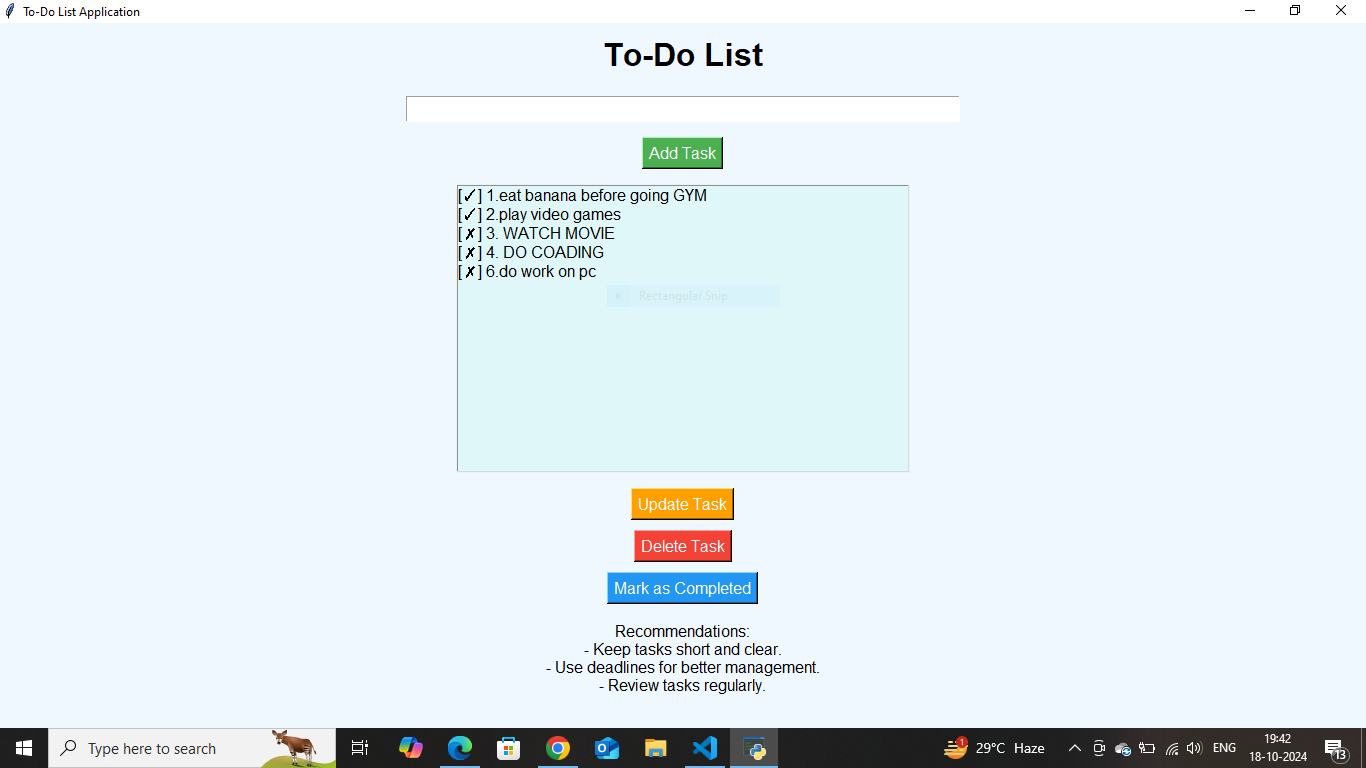 To-Do List Application
To-Do List
Add Task
[✓] 1.eat banana before going GYM
[✓] 2.play video games
[✗] 3. WATCH MOVIE
[✗] 4. DO COADING
[✗] 6.do work on pc
Rectangular Snip
Update Task
Delete Task
Mark as Completed
Recommendations:
- Keep tasks short and clear.
- Use deadlines for better management.
- Review tasks regularly.
Type here to search
1
29°C Haze
ENG
19:42
18-10-2024
13